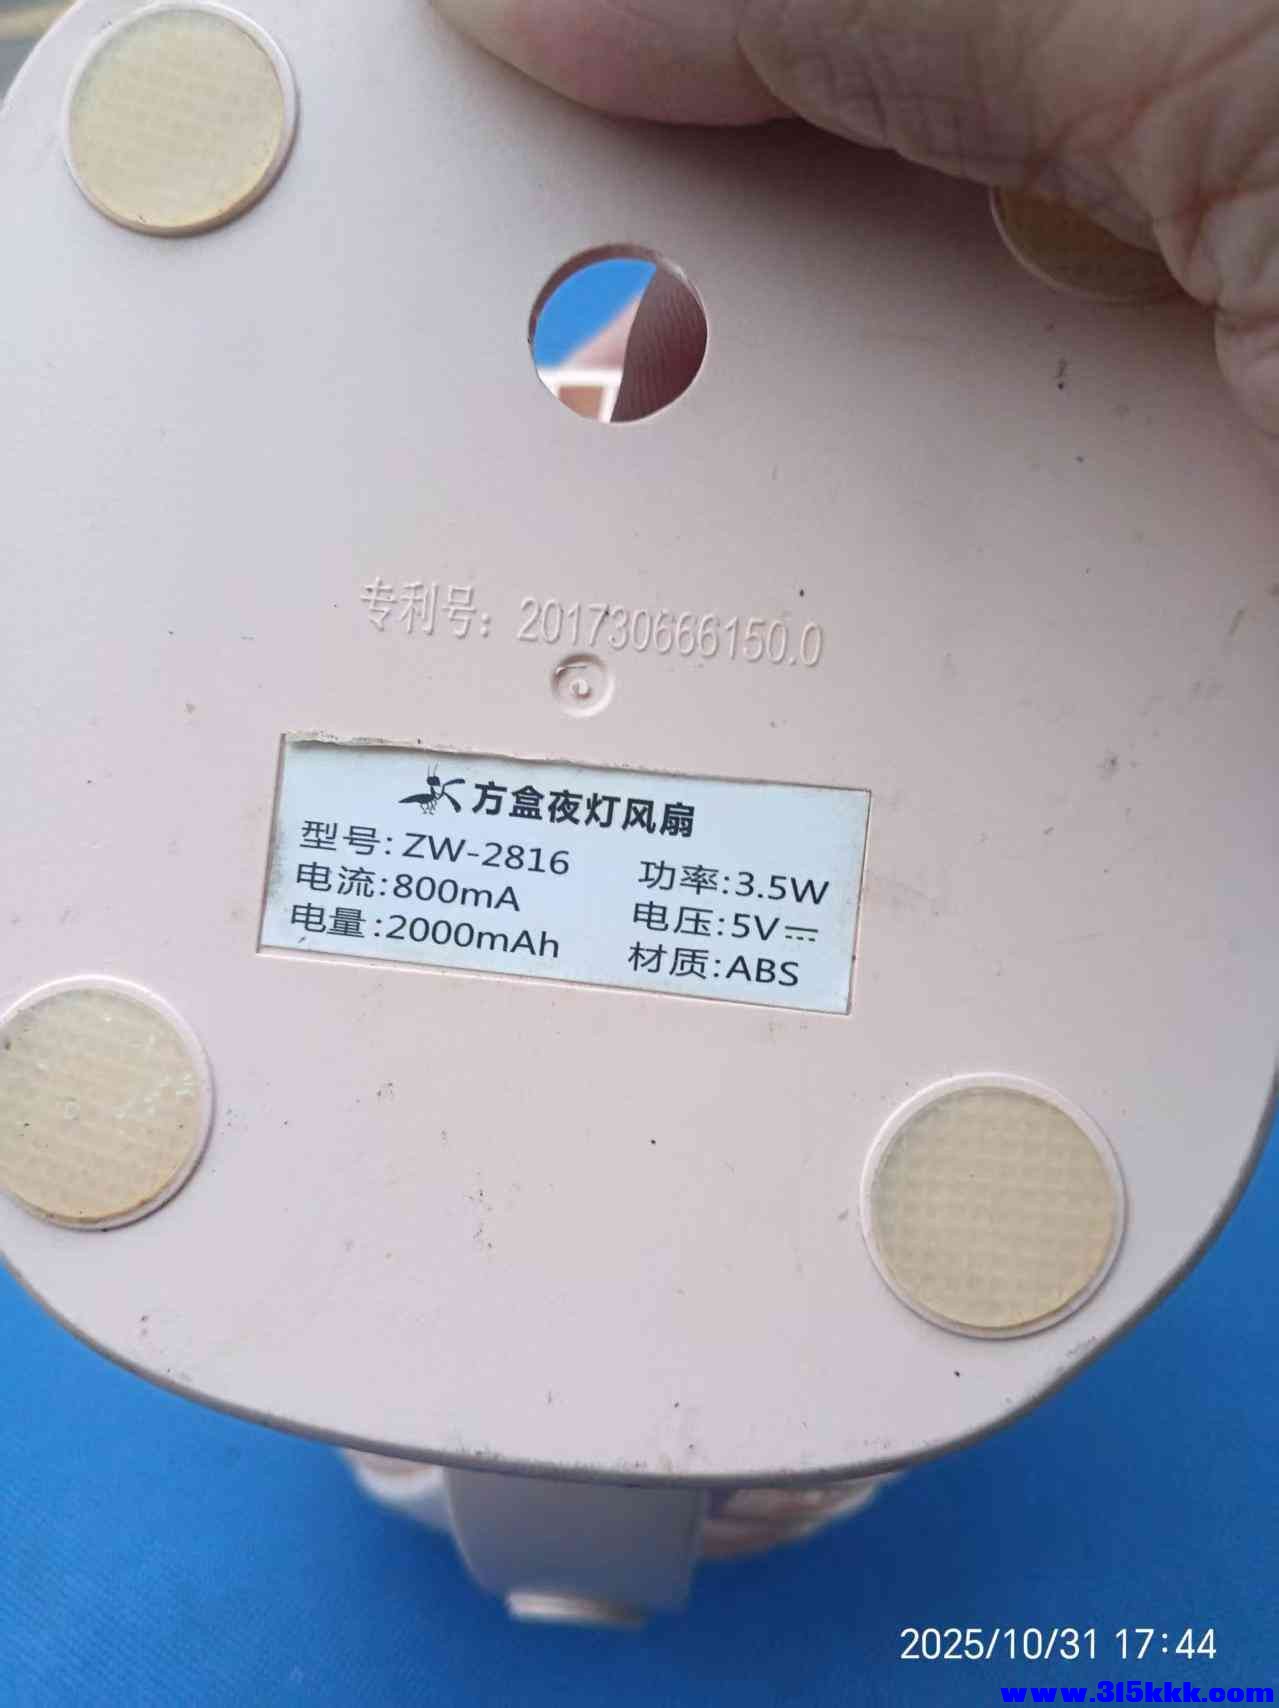 专利号：201730666150.0
方盒夜灯风扇
型号:ZW-2816 功率:3.5W
电流:800mA 电压:5V⎓
电量:2000mAh 材质:ABS
2025/10/31 17:44
www.315kkk.com